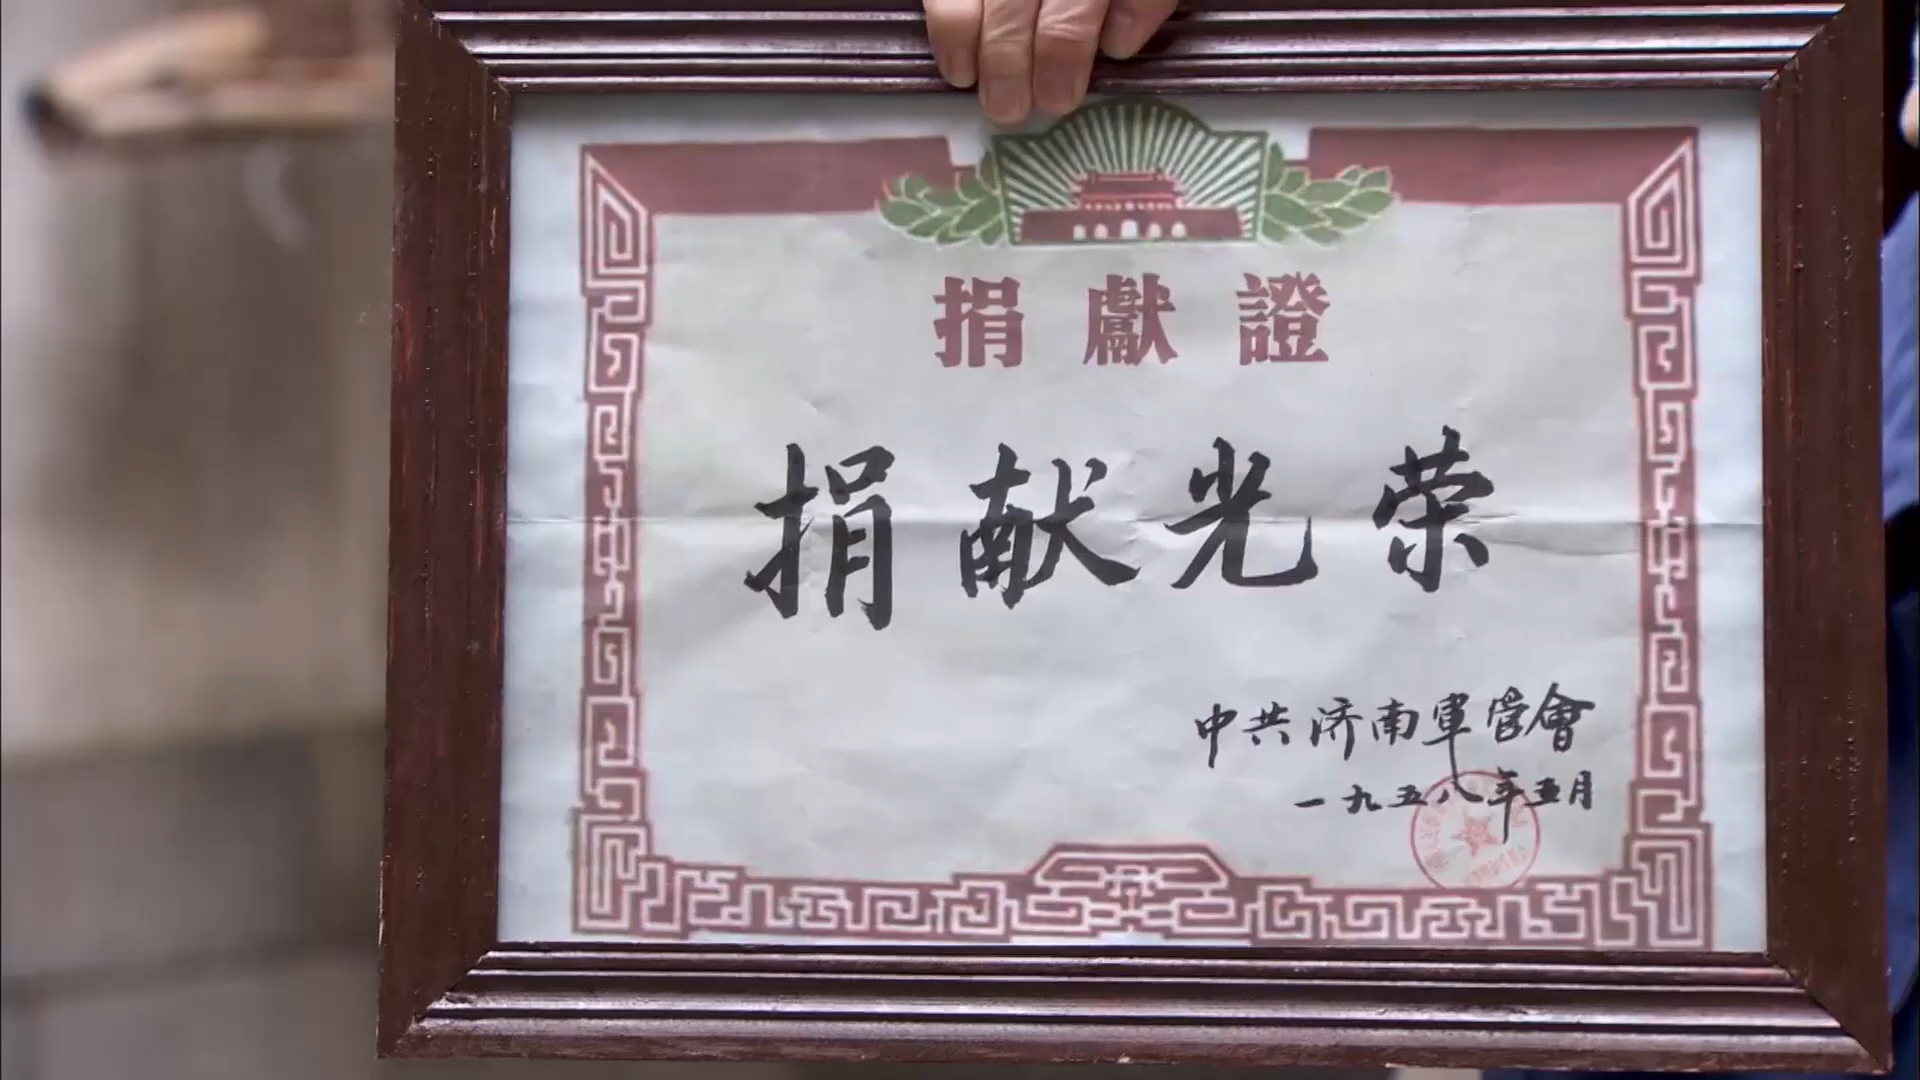 捐獻證
捐献光荣
中共济南軍管會
一九五八年五月